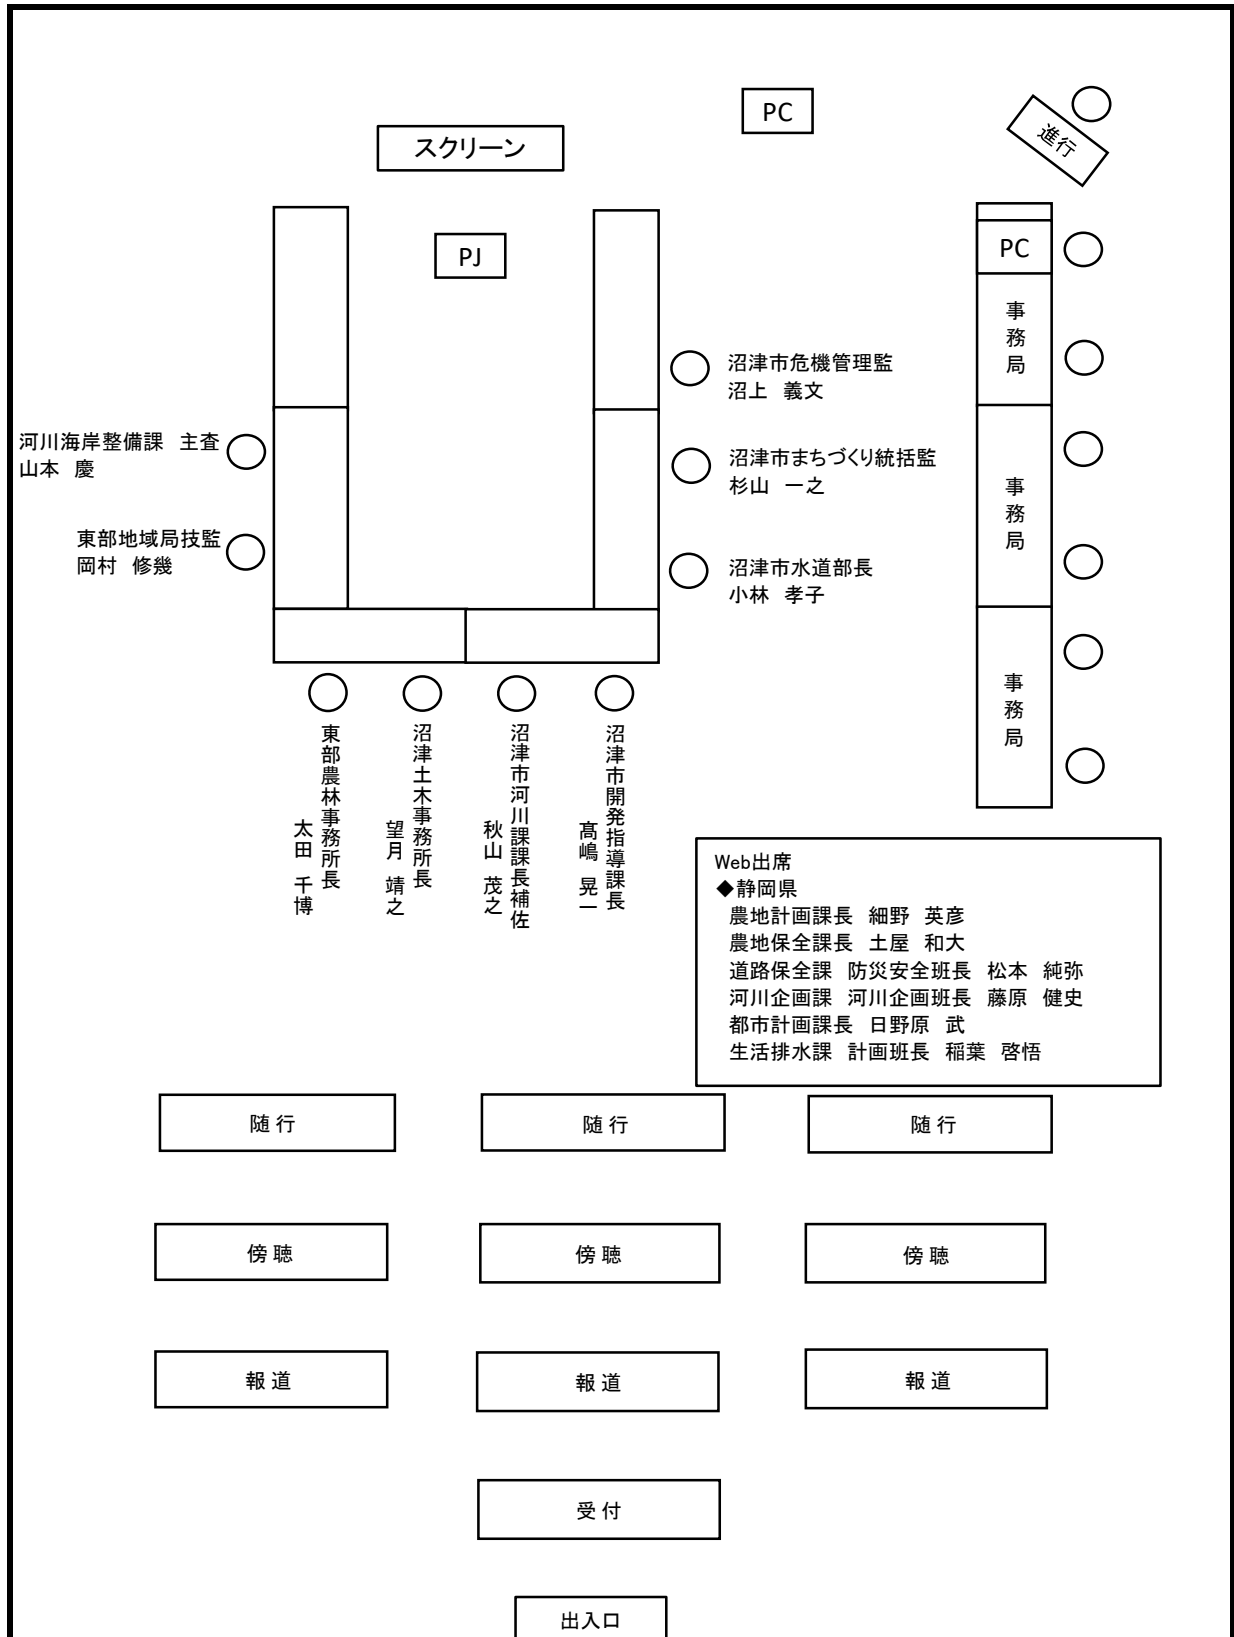 PC
進行
スクリーン
PJ
PC
事務局
事務局
事務局
沼津市危機管理監
沼上 義文
沼津市まちづくり統括監
杉山 一之
沼津市水道部長
小林 孝子
河川海岸整備課 主査
山本 慶
東部地域局技監
岡村 修幾
東部農林事務所長
太田 千博
沼津土木事務所長
望月 靖之
沼津市河川課課長補佐
秋山 茂之
沼津市開発指導課長
髙嶋 晃一
Web出席
◆静岡県
農地計画課長 細野 英彦
農地保全課長 土屋 和大
道路保全課 防災安全班長 松本 純弥
河川企画課 河川企画班長 藤原 健史
都市計画課長 日野原 武
生活排水課 計画班長 稲葉 啓悟
随行 随行 随行
傍聴 傍聴 傍聴
報道 報道 報道
受付
出入口